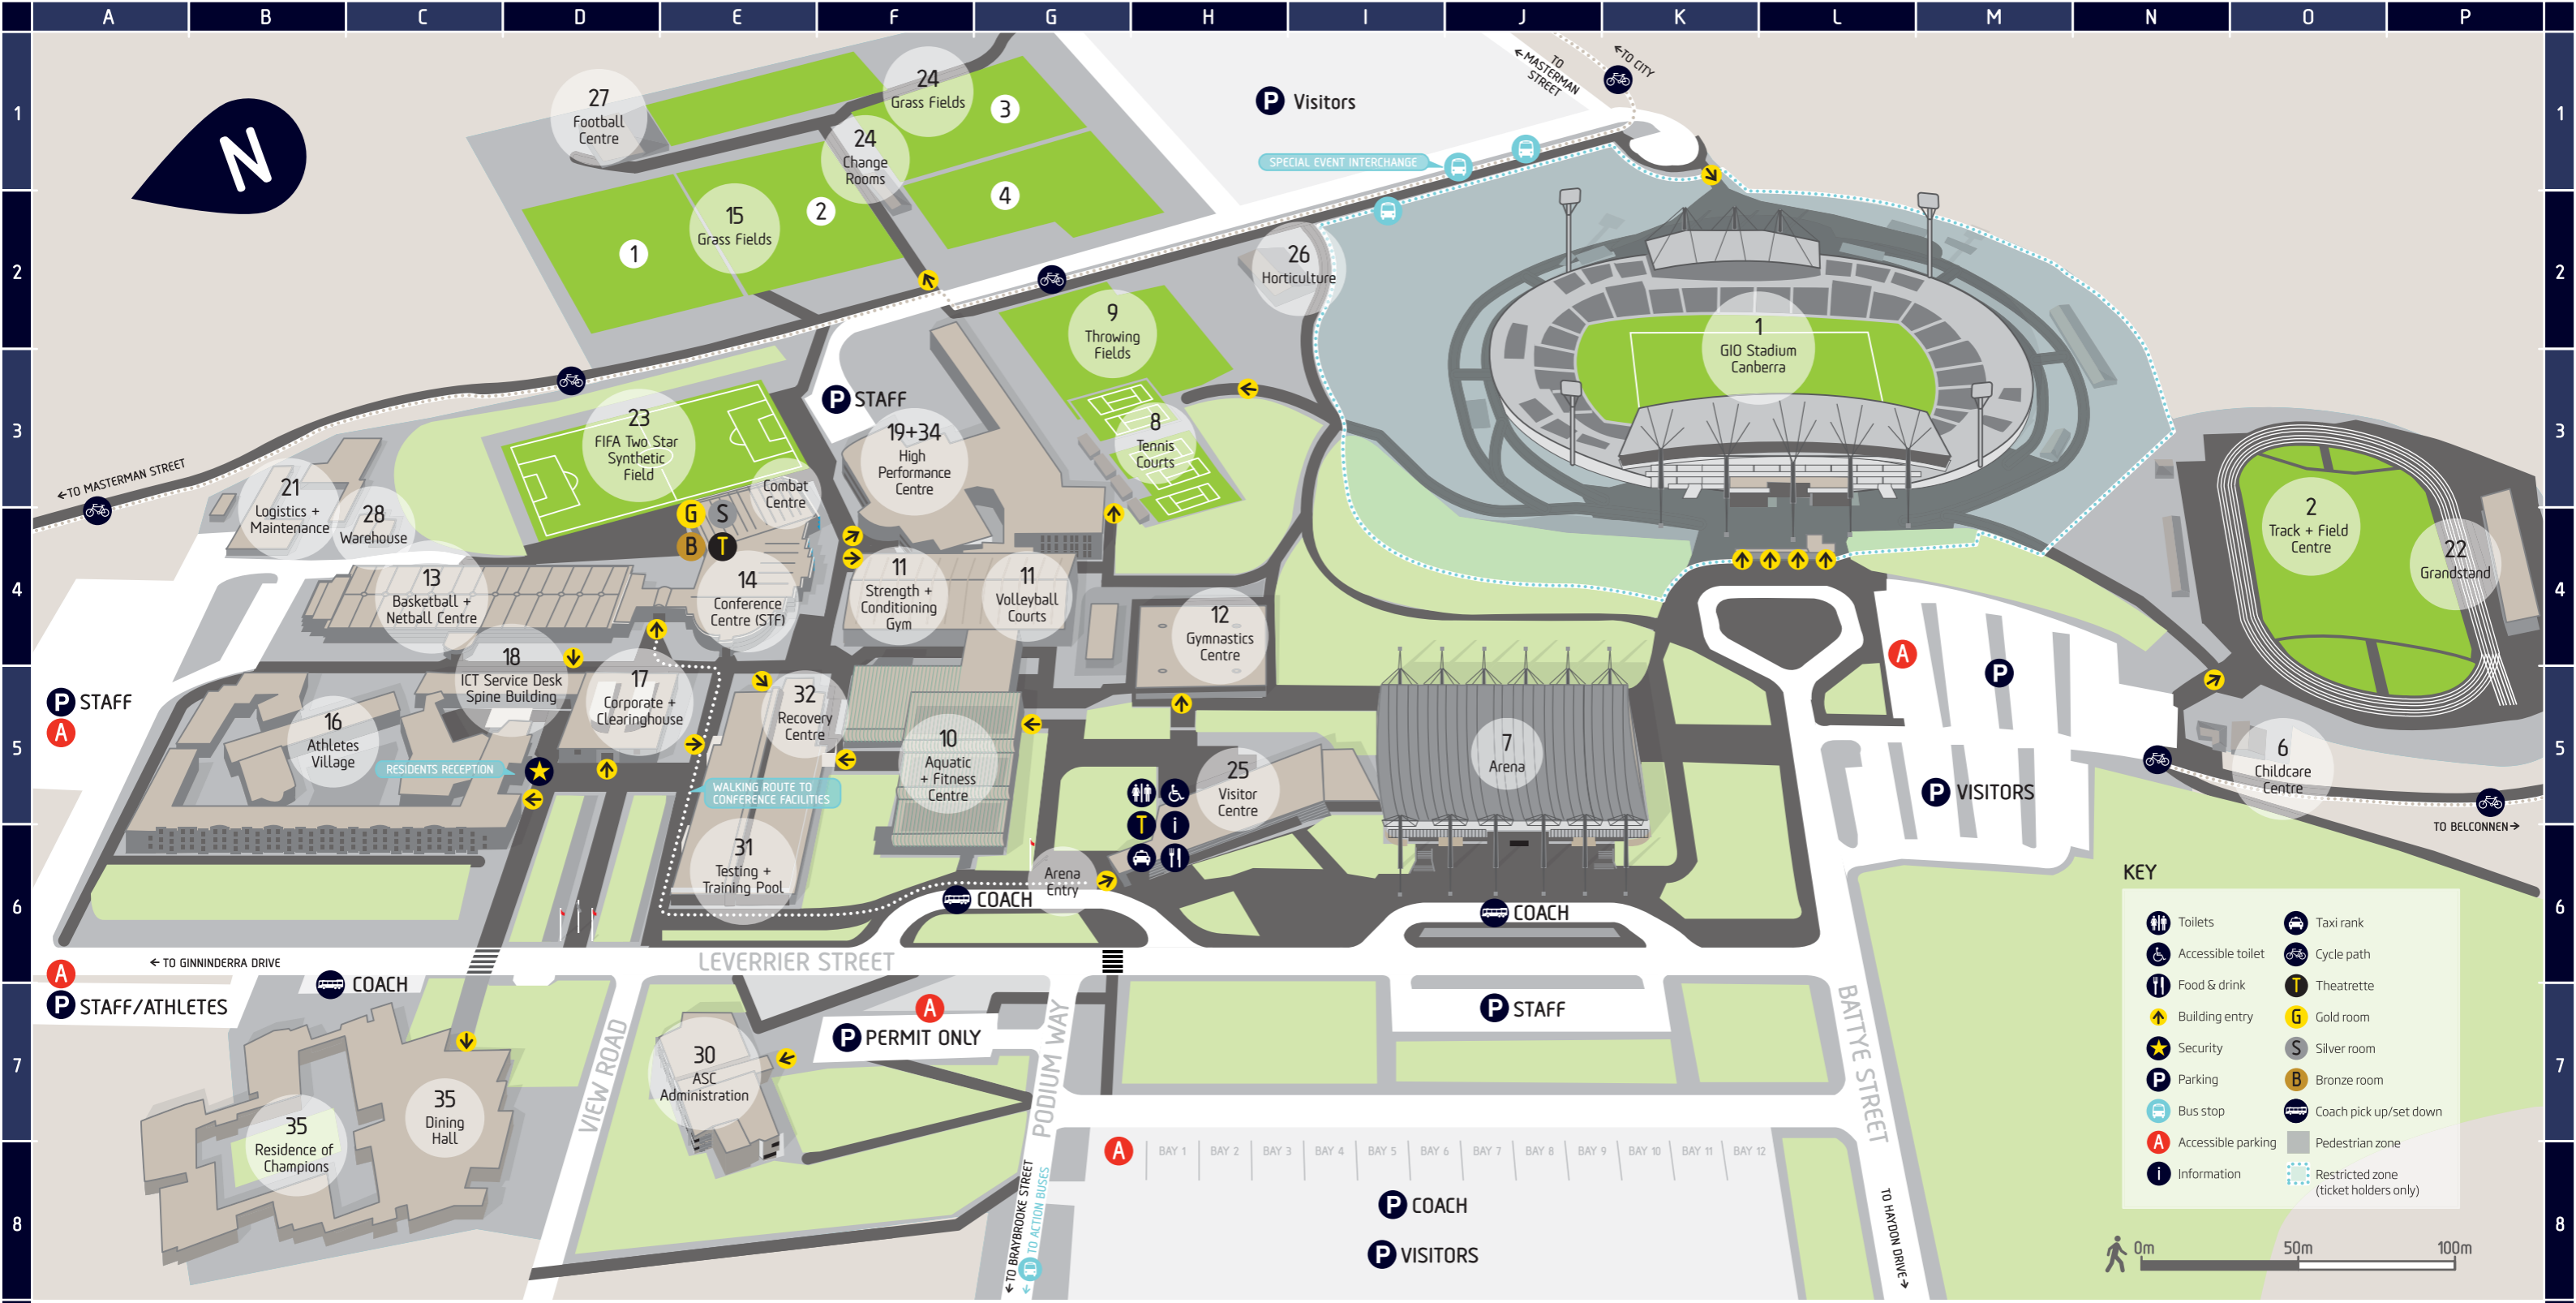 A B C D E F G H I J K L M N O P
1 1
2 2
3 3
4 4
5 5
6 6
7 7
8 8
N
27
Football
Centre
24
Grass Fields
3
24
Change
Rooms
4
15
Grass Fields
1
2
P Visitors
←TO
MASTERMAN
STREET
←TO CITY
SPECIAL EVENT INTERCHANGE
26
Horticulture
9
Throwing
Fields
1
GIO Stadium
Canberra
P STAFF
23
FIFA Two Star
Synthetic
Field
19+34
High
Performance
Centre
8
Tennis
Courts
←TO MASTERMAN STREET
21
Logistics +
Maintenance
28
Warehouse
Combat
Centre
G S
B T
2
Track + Field
Centre
22
Grandstand
13
Basketball +
Netball Centre
14
Conference
Centre (STF)
11
Strength +
Conditioning
Gym
11
Volleyball
Courts
12
Gymnastics
Centre
A
P
18
ICT Service Desk
Spine Building
17
Corporate +
Clearinghouse
32
Recovery
Centre
P STAFF
A
16
Athletes
Village
RESIDENTS RECEPTION
WALKING ROUTE TO
CONFERENCE FACILITIES
10
Aquatic
+ Fitness
Centre
25
Visitor
Centre
T i
7
Arena
P VISITORS
6
Childcare
Centre
TO BELCONNEN→
31
Testing +
Training Pool
Arena
Entry
COACH
COACH
← TO GINNINDERRA DRIVE
LEVERRIER STREET
A
P STAFF/ATHLETES
COACH
VIEW ROAD
A
P PERMIT ONLY
PODIUM WAY
P STAFF
BATTYE STREET
30
ASC
Administration
35
Dining
Hall
35
Residence of
Champions
A
BAY 1 BAY 2 BAY 3 BAY 4 BAY 5 BAY 6 BAY 7 BAY 8 BAY 9 BAY 10 BAY 11 BAY 12
P COACH
P VISITORS
←TO BRAYBROOKE STREET
← TO ACTION BUSES
TO HAYDON DRIVE→
KEY
Toilets
Accessible toilet
Food & drink
Building entry
Security
P Parking
Bus stop
A Accessible parking
i Information
Taxi rank
Cycle path
T Theatrette
G Gold room
S Silver room
B Bronze room
Coach pick up/set down
Pedestrian zone
Restricted zone
(ticket holders only)
0m 50m 100m